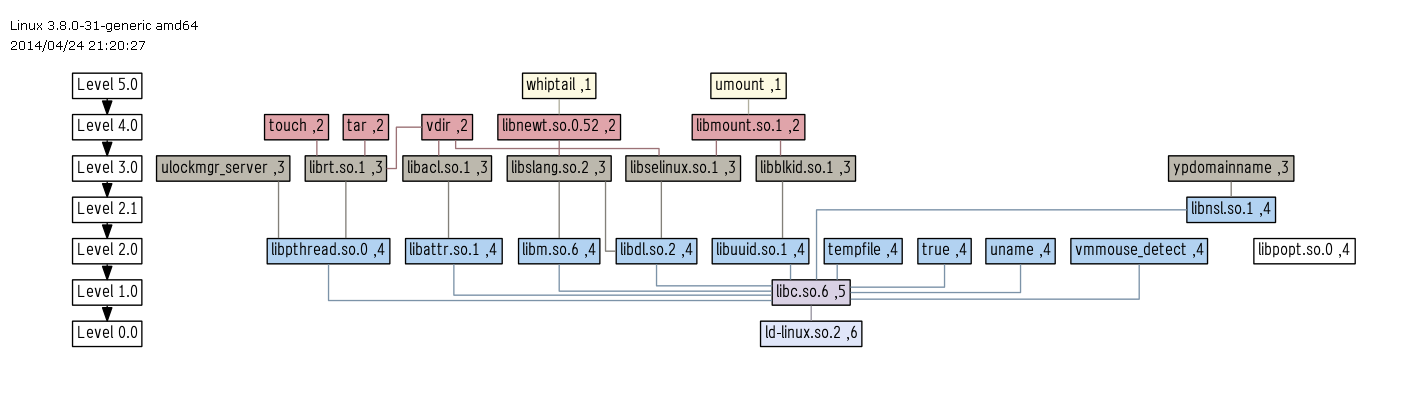 Linux 3.8.0-31-generic amd64
2014/04/24 21:20:27
Level 5.0 whiptail ,1 umount ,1
Level 4.0 touch ,2 tar ,2 vdir ,2 libnewt.so.0.52 ,2 libmount.so.1 ,2
Level 3.0 ulockmgr_server ,3 librt.so.1 ,3 libacl.so.1 ,3 libslang.so.2 ,3 libselinux.so.1 ,3 libblkid.so.1 ,3 ypdomainname ,3
Level 2.1 libnsl.so.1 ,4
Level 2.0 libpthread.so.0 ,4 libattr.so.1 ,4 libm.so.6 ,4 libdl.so.2 ,4 libuuid.so.1 ,4 tempfile ,4 true ,4 uname ,4 vmmouse_detect ,4 libpopt.so.0 ,4
Level 1.0 libc.so.6 ,5
Level 0.0 ld-linux.so.2 ,6